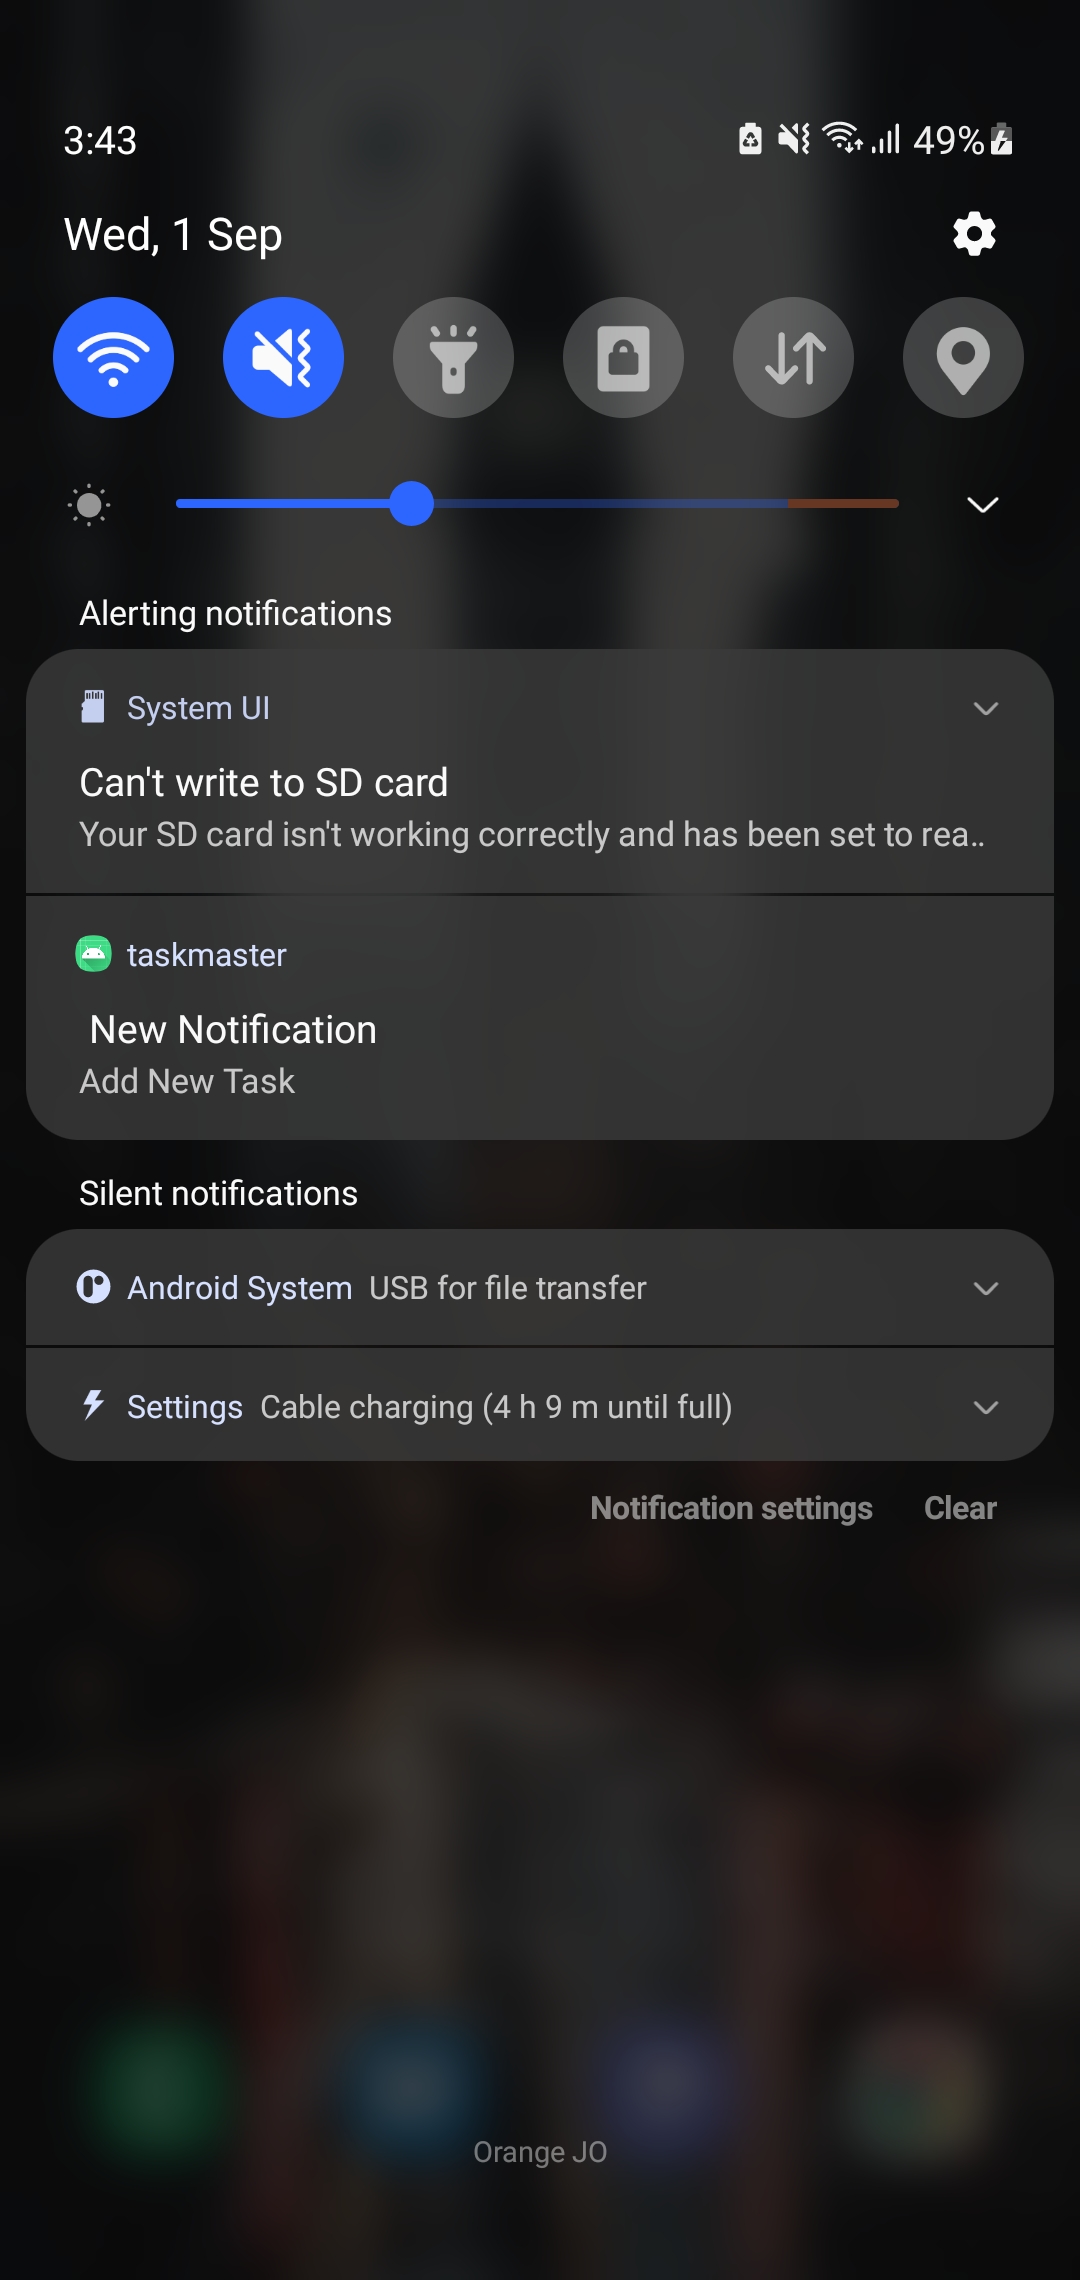 3:43 49%
Wed, 1 Sep
Alerting notifications
System UI
Can't write to SD card
Your SD card isn't working correctly and has been set to rea..
taskmaster
New Notification
Add New Task
Silent notifications
Android System USB for file transfer
Settings Cable charging (4 h 9 m until full)
Notification settings Clear
Orange JO